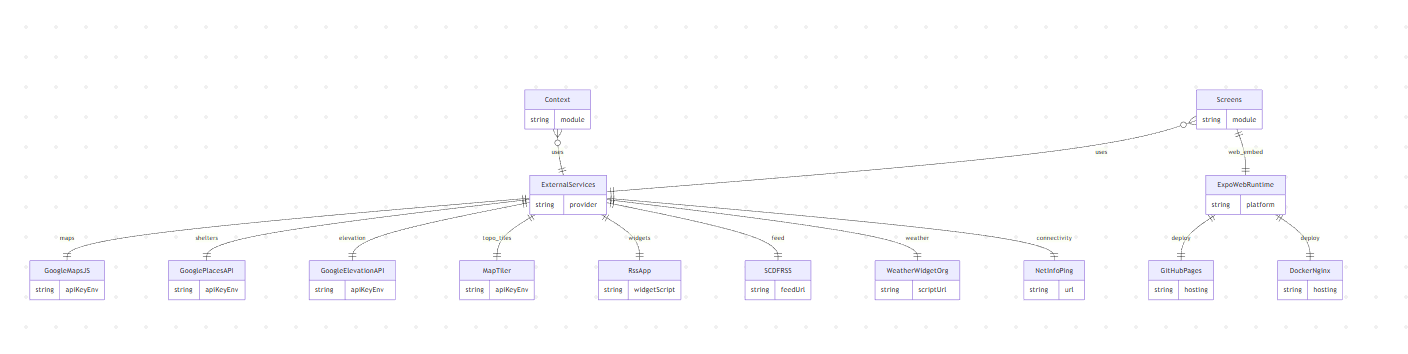 Context
string module
Screens
string module
uses
uses
web_embed
ExternalServices
string provider
ExpoWebRuntime
string platform
maps
shelters
elevation
topo_tiles
widgets
feed
weather
connectivity
deploy
deploy
GoogleMapsJS
string apiKeyEnv
GooglePlacesAPI
string apiKeyEnv
GoogleElevationAPI
string apiKeyEnv
MapTiler
string apiKeyEnv
RssApp
string widgetScript
SCDFRSS
string feedUrl
WeatherWidgetOrg
string scriptUrl
NetInfoPing
string url
GitHubPages
string hosting
DockerNginx
string hosting